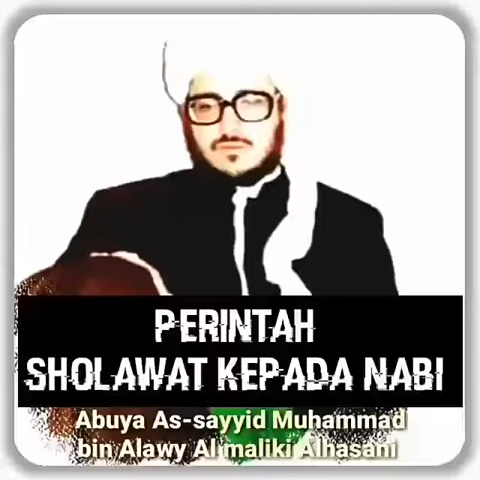 PERINTAH
SHOLAWAT KEPADA NABI
Abuya As-sayyid Muhammad
bin Alawy Al maliki Alhasani